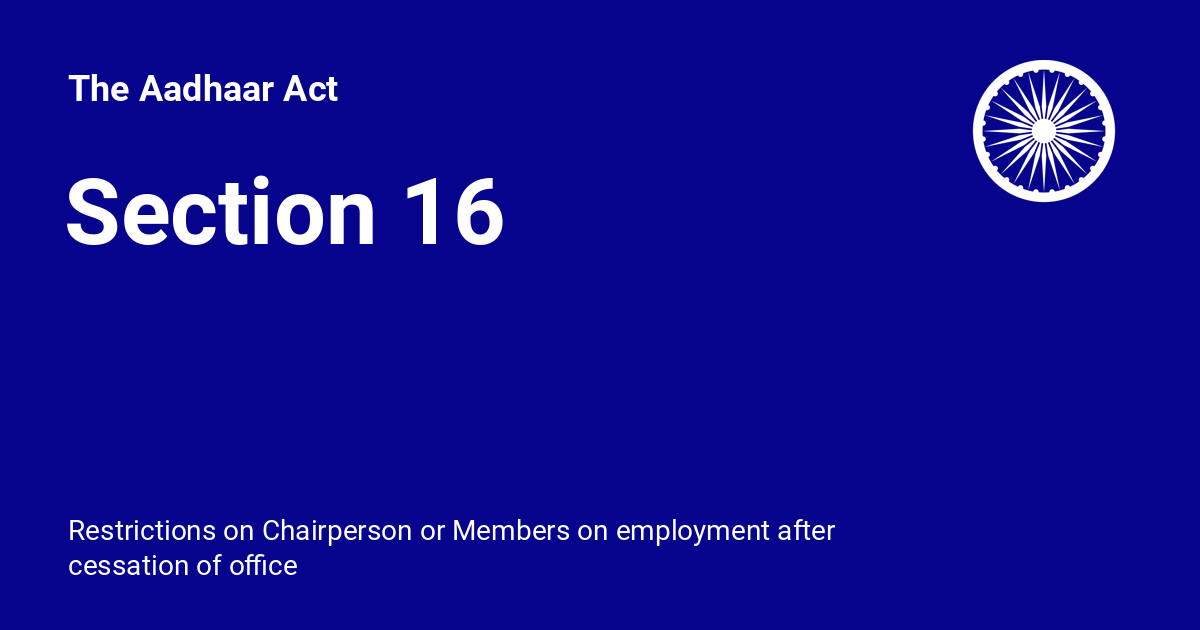 The Aadhaar Act
Section 16
Restrictions on Chairperson or Members on employment after
cessation of office